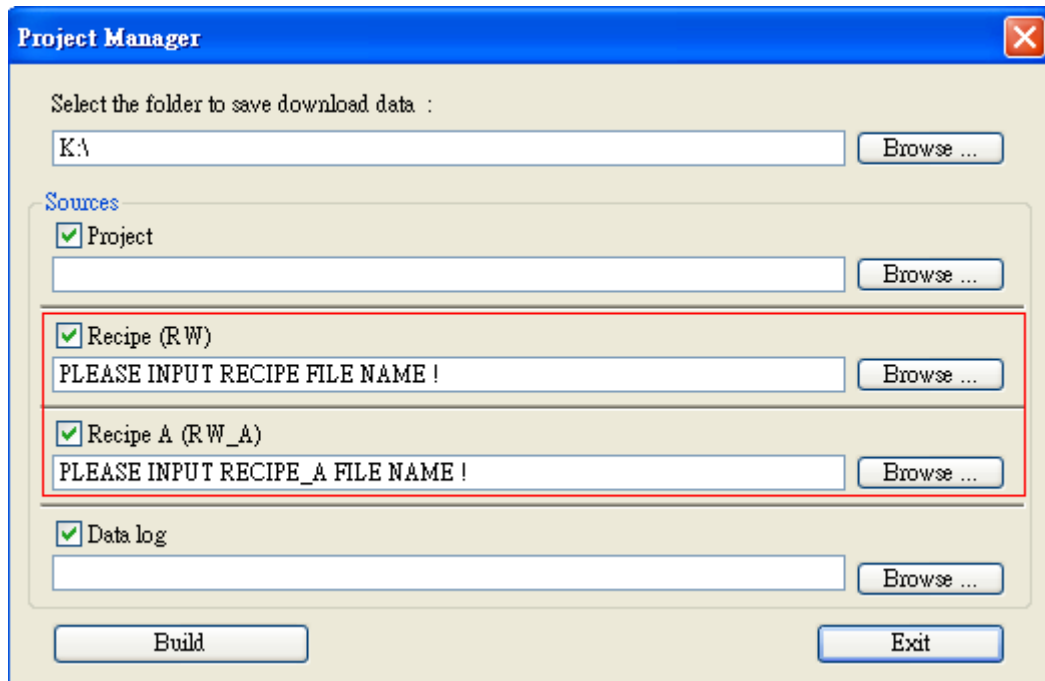 Project Manager
Select the folder to save download data :
K:\
Browse ...
Sources
Project
Browse ...
Recipe (RW)
PLEASE INPUT RECIPE FILE NAME !
Browse ...
Recipe A (RW_A)
PLEASE INPUT RECIPE_A FILE NAME !
Browse ...
Data log
Browse ...
Build
Exit